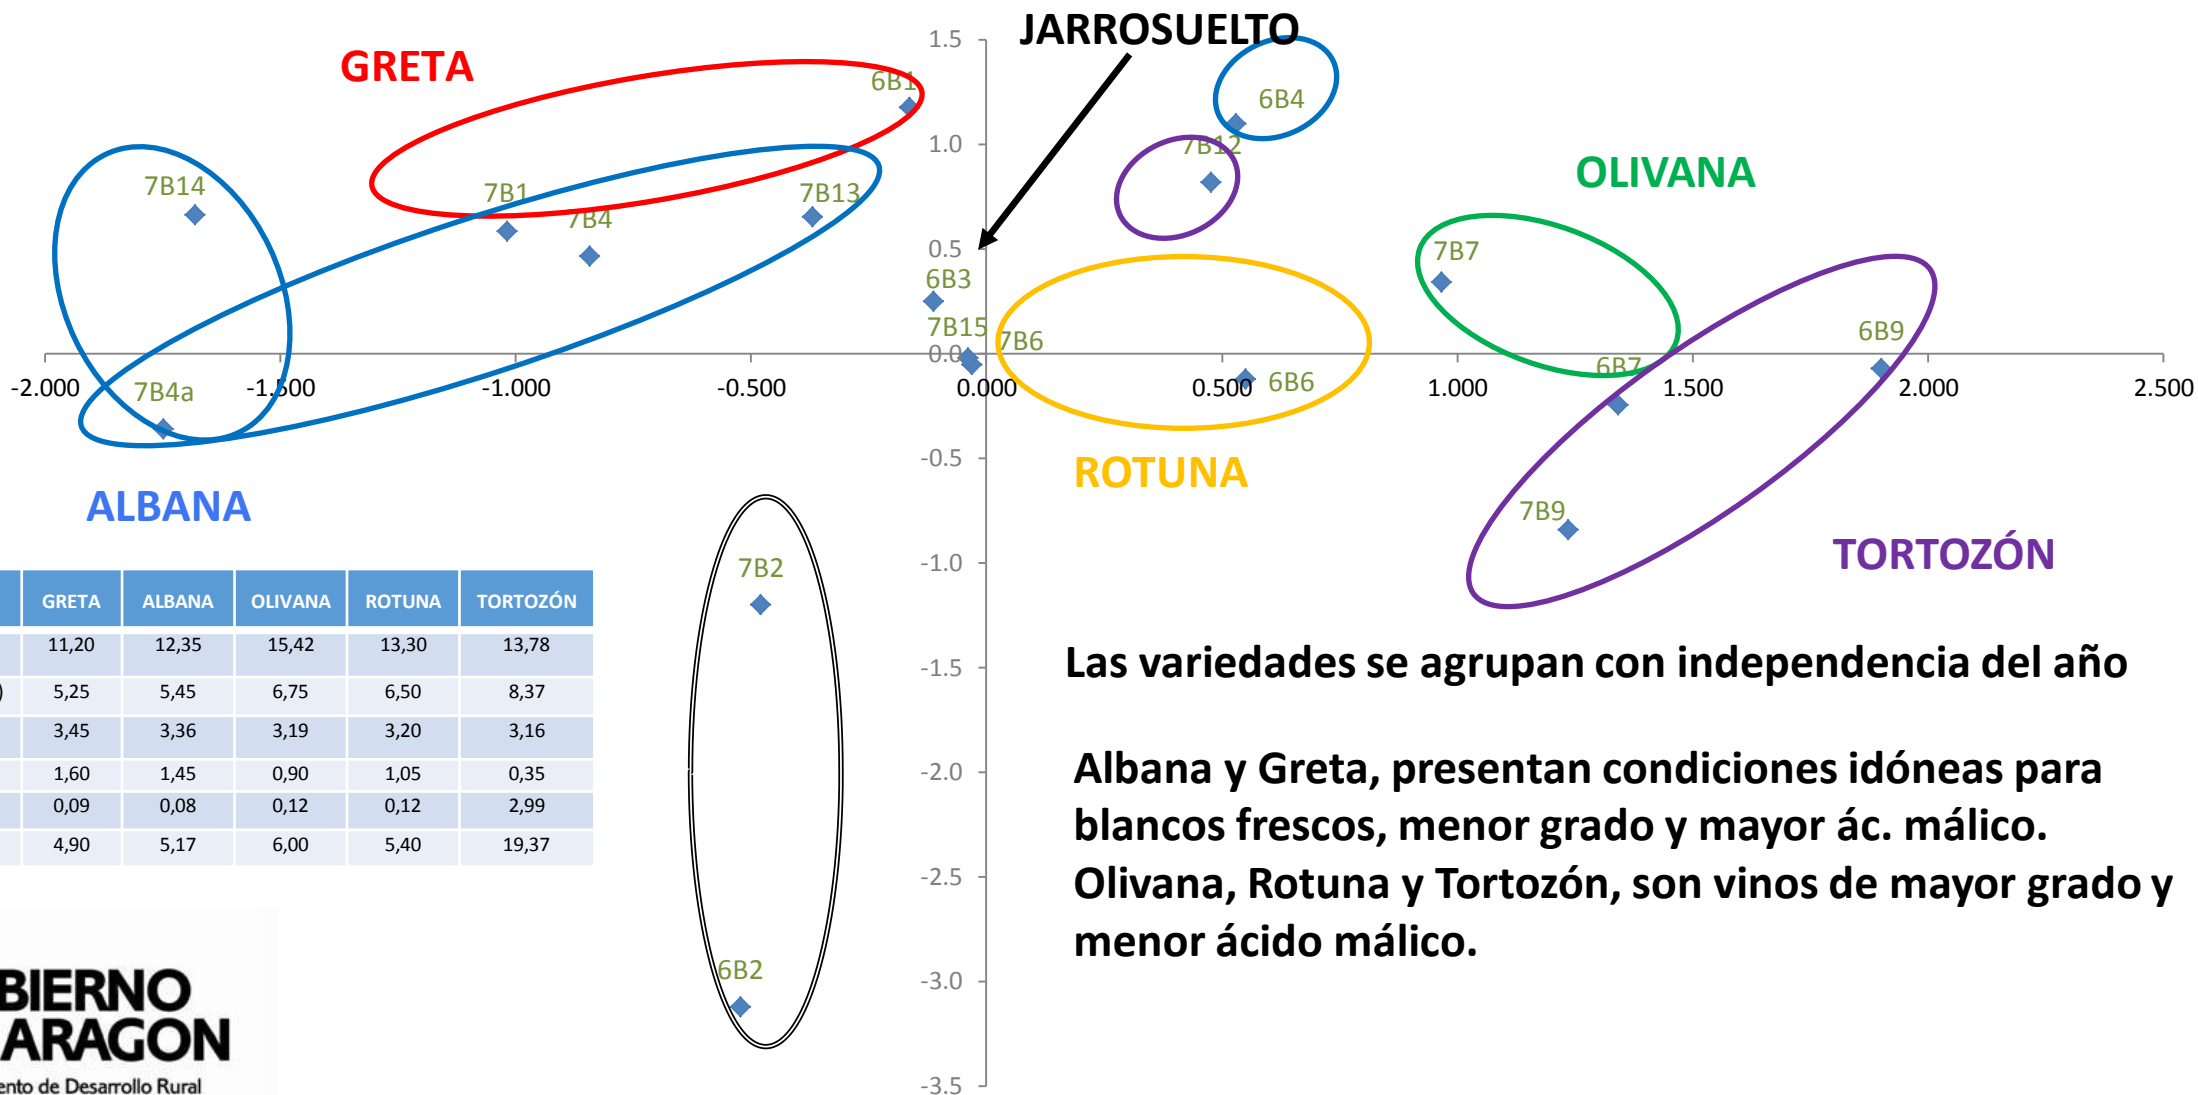 JARROSUELTO
GRETA
1.5
6B1
6B4
1.0
7B12
OLIVANA
7B14
7B1
7B4
7B13
0.5
7B7
6B3
7B15
7B6
6B9
0.0
6B7
-2.000
7B4a
-1.500
-1.000
-0.500
0.000
0.500
6B6
1.000
1.500
2.000
2.500
-0.5
ROTUNA
ALBANA
7B9
TORTOZÓN
-1.0
7B2
GRETA ALBANA OLIVANA ROTUNA TORTOZÓN
11,20 12,35 15,42 13,30 13,78
) 5,25 5,45 6,75 6,50 8,37
3,45 3,36 3,19 3,20 3,16
1,60 1,45 0,90 1,05 0,35
0,09 0,08 0,12 0,12 2,99
4,90 5,17 6,00 5,40 19,37
-1.5
-2.0
-2.5
6B2
-3.0
-3.5
Las variedades se agrupan con independencia del año
Albana y Greta, presentan condiciones idóneas para
blancos frescos, menor grado y mayor ác. málico.
Olivana, Rotuna y Tortozón, son vinos de mayor grado y
menor ácido málico.
BIERNO
ARAGON
ento de Desarrollo Rural